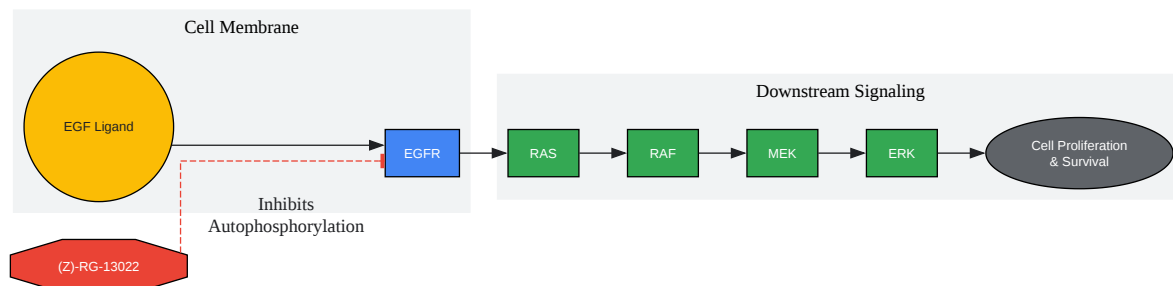 Cell Membrane
EGF Ligand
EGFR
Inhibits
Autophosphorylation
(Z)-RG-13022
Downstream Signaling
RAS
RAF
MEK
ERK
Cell Proliferation
& Survival